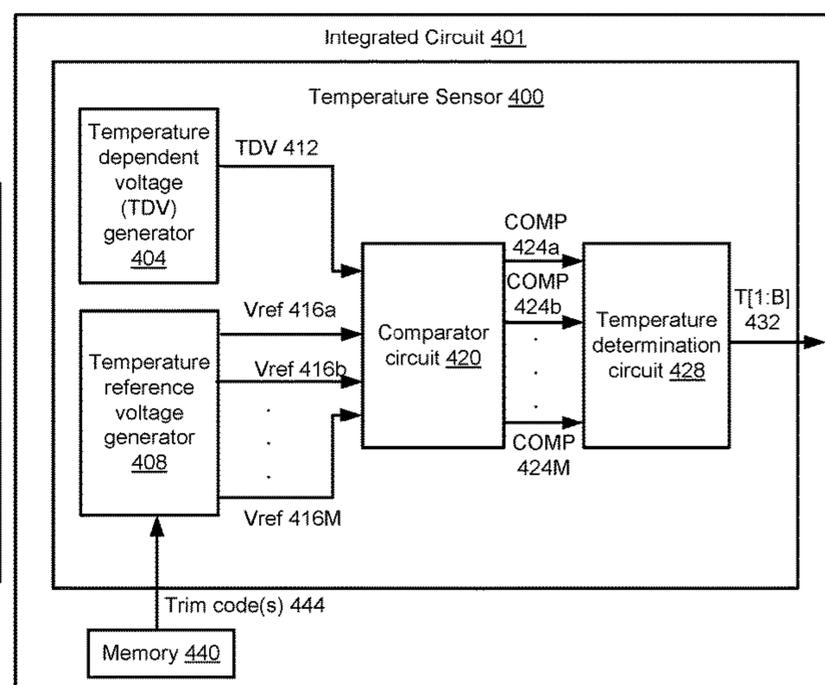 Integrated Circuit 401
Temperature Sensor 400
Temperature
dependent
voltage
(TDV)
generator
404
TDV 412
Temperature
reference
voltage
generator
408
Vref 416a
Vref 416b
.
.
.
Vref 416M
Comparator
circuit 420
COMP
424a
COMP
424b
.
.
.
COMP
424M
Temperature
determination
circuit 428
T[1:B]
432
Trim code(s) 444
Memory 440